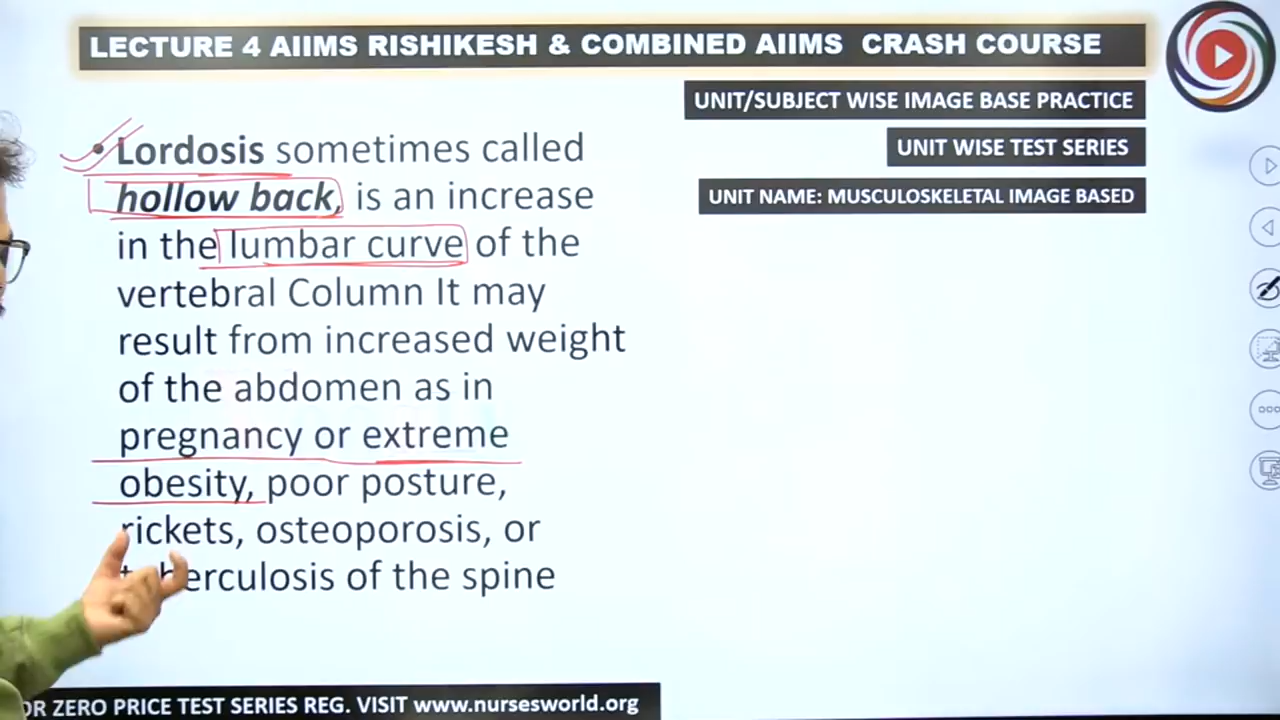 LECTURE 4 AIIMS RISHIKESH & COMBINED AIIMS CRASH COURSE
UNIT/SUBJECT WISE IMAGE BASE PRACTICE
UNIT WISE TEST SERIES
UNIT NAME: MUSCULOSKELETAL IMAGE BASED
• Lordosis sometimes called
hollow back, is an increase
in the lumbar curve of the
vertebral Column It may
result from increased weight
of the abdomen as in
pregnancy or extreme
obesity, poor posture,
rickets, osteoporosis, or
tuberculosis of the spine
OR ZERO PRICE TEST SERIES REG. VISIT www.nursesworld.org